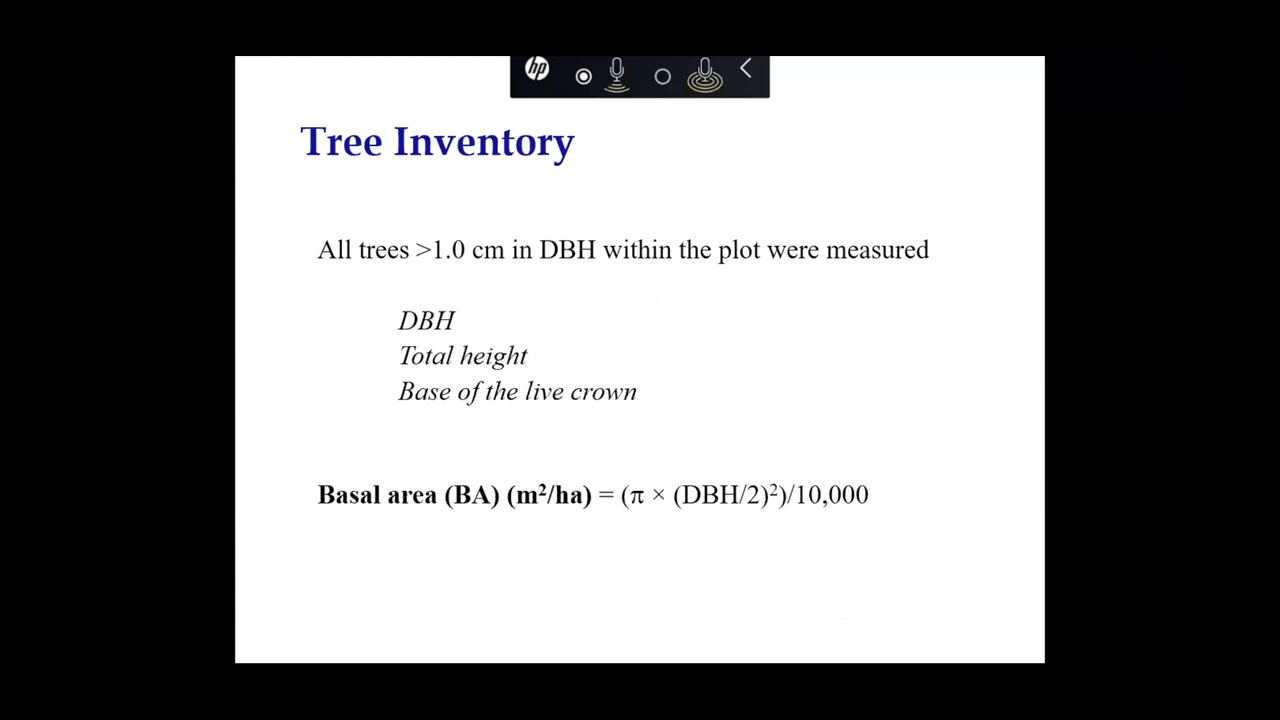 hp
Tree Inventory
All trees >1.0 cm in DBH within the plot were measured
DBH
Total height
Base of the live crown
Basal area (BA) (m²/ha) = (π × (DBH/2)²)/10,000